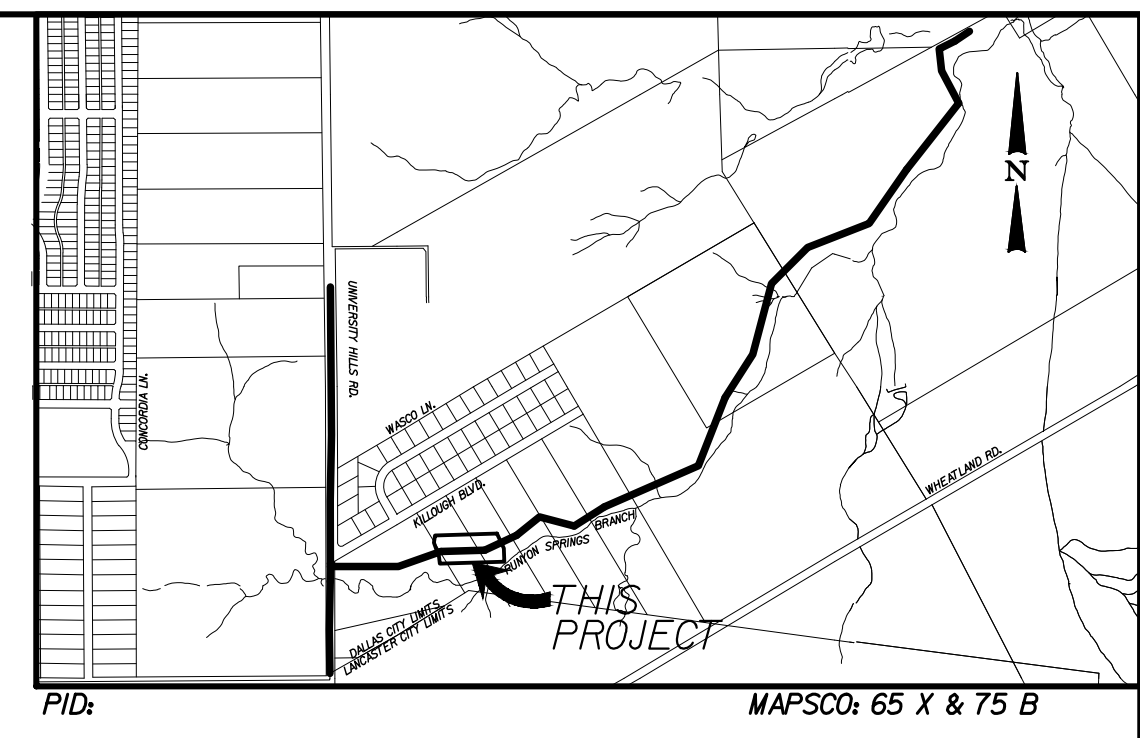 N
UNIVERSITY HILLS RD.
CONCORDIA LN.
WASCO LN.
KILLOUGH BLVD.
WHEATLAND RD.
RUNYON SPRINGS BRANCH
DALLAS CITY LIMITS
LANCASTER CITY LIMITS
THIS
PROJECT
PID:
MAPSCO: 65 X & 75 B